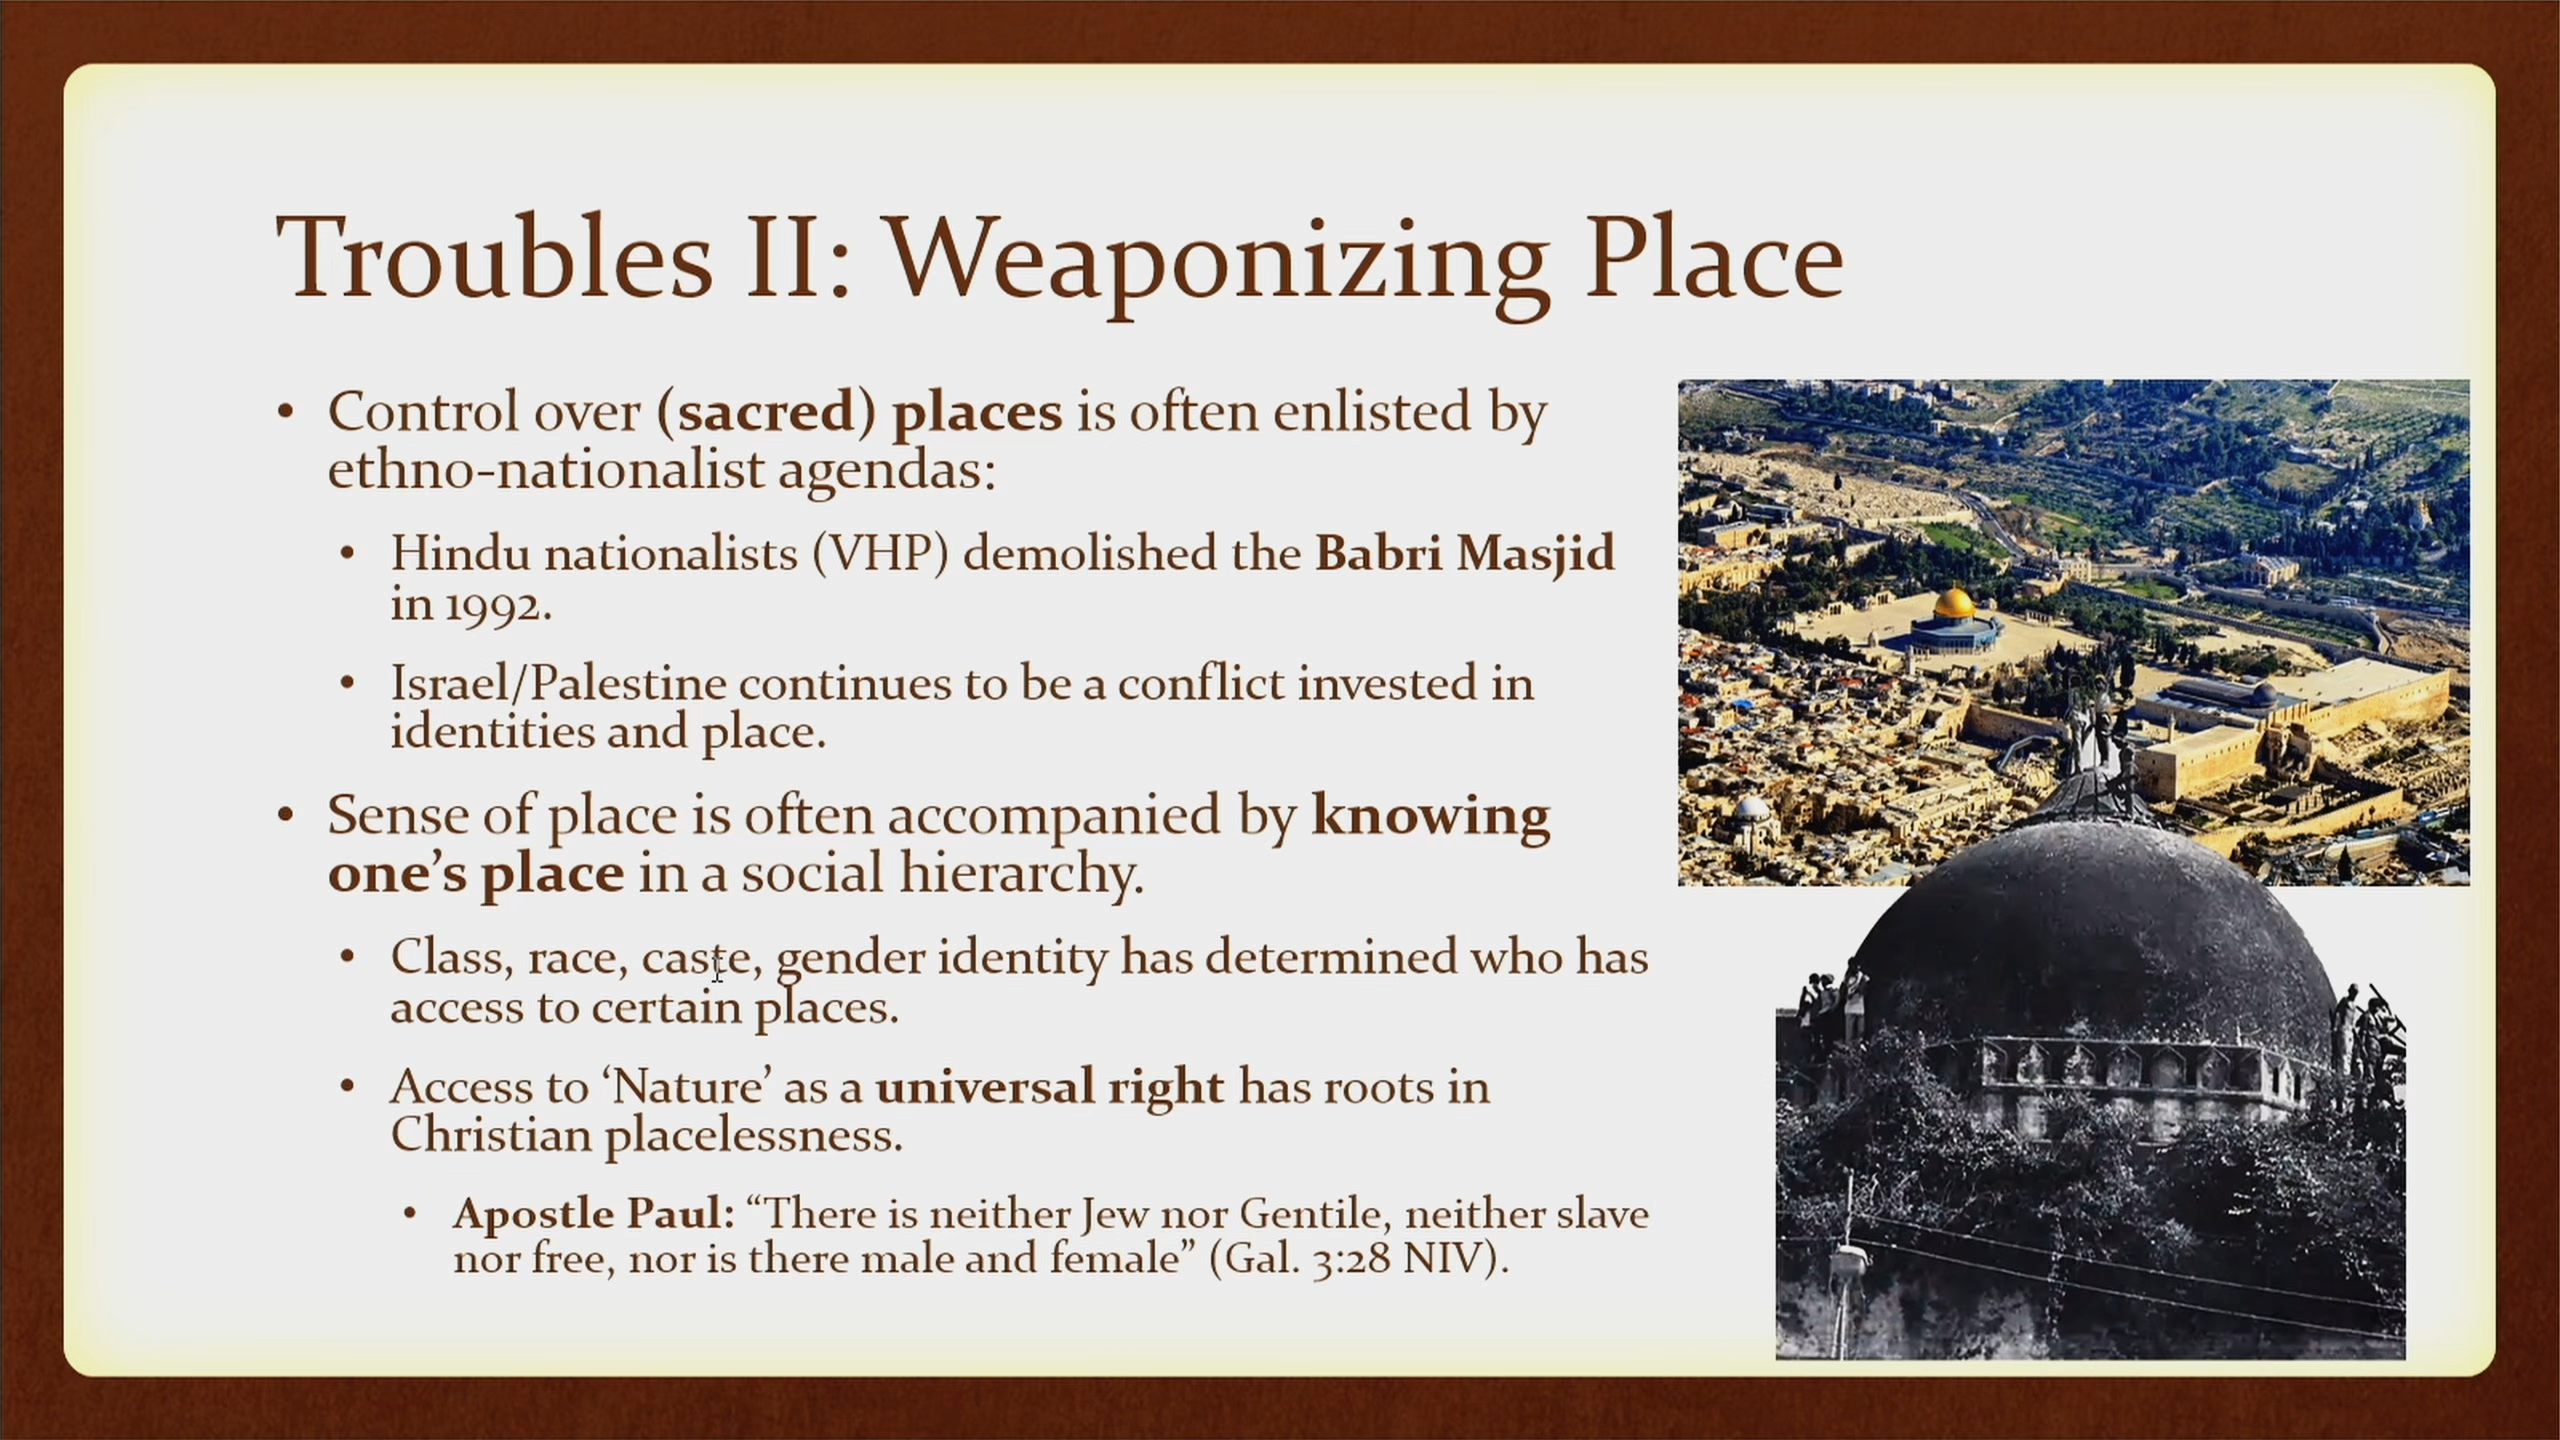 Troubles II: Weaponizing Place
• Control over (sacred) places is often enlisted by
ethno-nationalist agendas:
• Hindu nationalists (VHP) demolished the Babri Masjid
in 1992.
• Israel/Palestine continues to be a conflict invested in
identities and place.
• Sense of place is often accompanied by knowing
one’s place in a social hierarchy.
• Class, race, caste, gender identity has determined who has
access to certain places.
• Access to ‘Nature’ as a universal right has roots in
Christian placelessness.
• Apostle Paul: “There is neither Jew nor Gentile, neither slave
nor free, nor is there male and female” (Gal. 3:28 NIV).